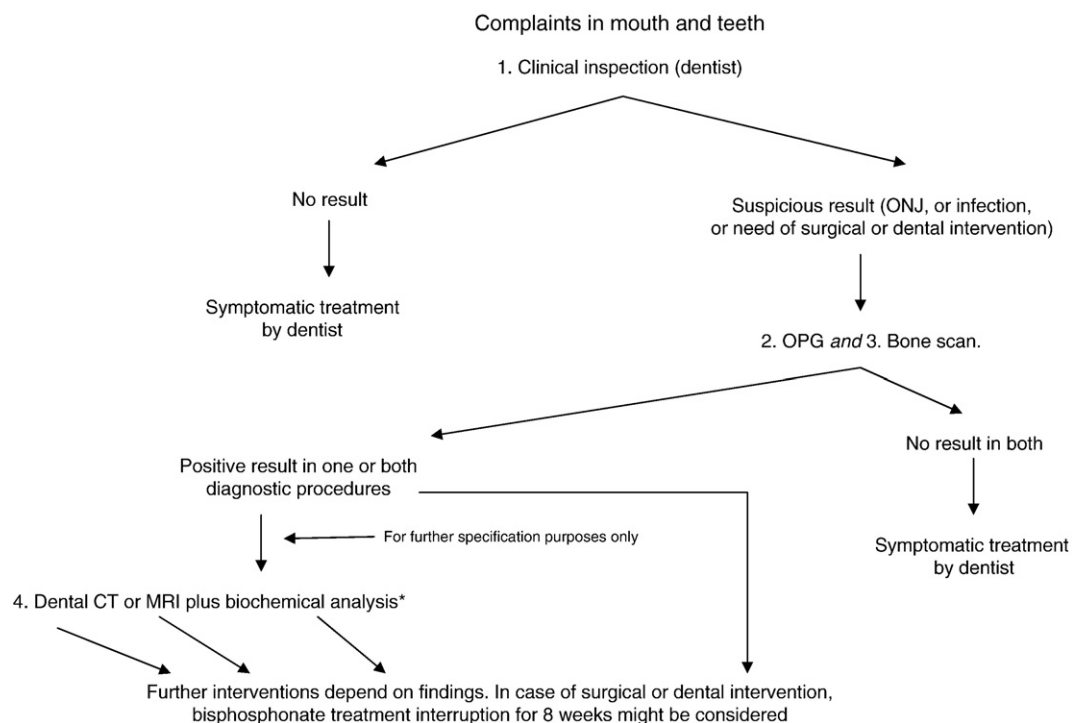 Complaints in mouth and teeth
1. Clinical inspection (dentist)
No result
Suspicious result (ONJ, or infection,
or need of surgical or dental intervention)
Symptomatic treatment
by dentist
2. OPG and 3. Bone scan.
No result in both
Positive result in one or both
diagnostic procedures
For further specification purposes only
Symptomatic treatment
by dentist
4. Dental CT or MRI plus biochemical analysis*
Further interventions depend on findings. In case of surgical or dental intervention,
bisphosphonate treatment interruption for 8 weeks might be considered